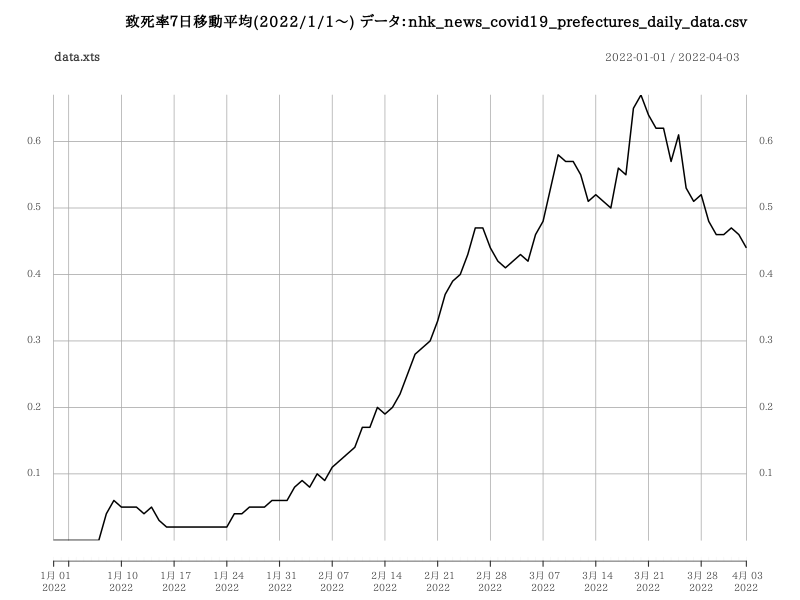 致死率7日移動平均(2022/1/1～) データ:nhk_news_covid19_prefectures_daily_data.csv
data.xts 2022-01-01 / 2022-04-03
0.6 0.6
0.5 0.5
0.4 0.4
0.3 0.3
0.2 0.2
0.1 0.1
1月 01 1月 10 1月 17 1月 24 1月 31 2月 07 2月 14 2月 21 2月 28 3月 07 3月 14 3月 21 3月 28 4月 03
2022 2022 2022 2022 2022 2022 2022 2022 2022 2022 2022 2022 2022 2022